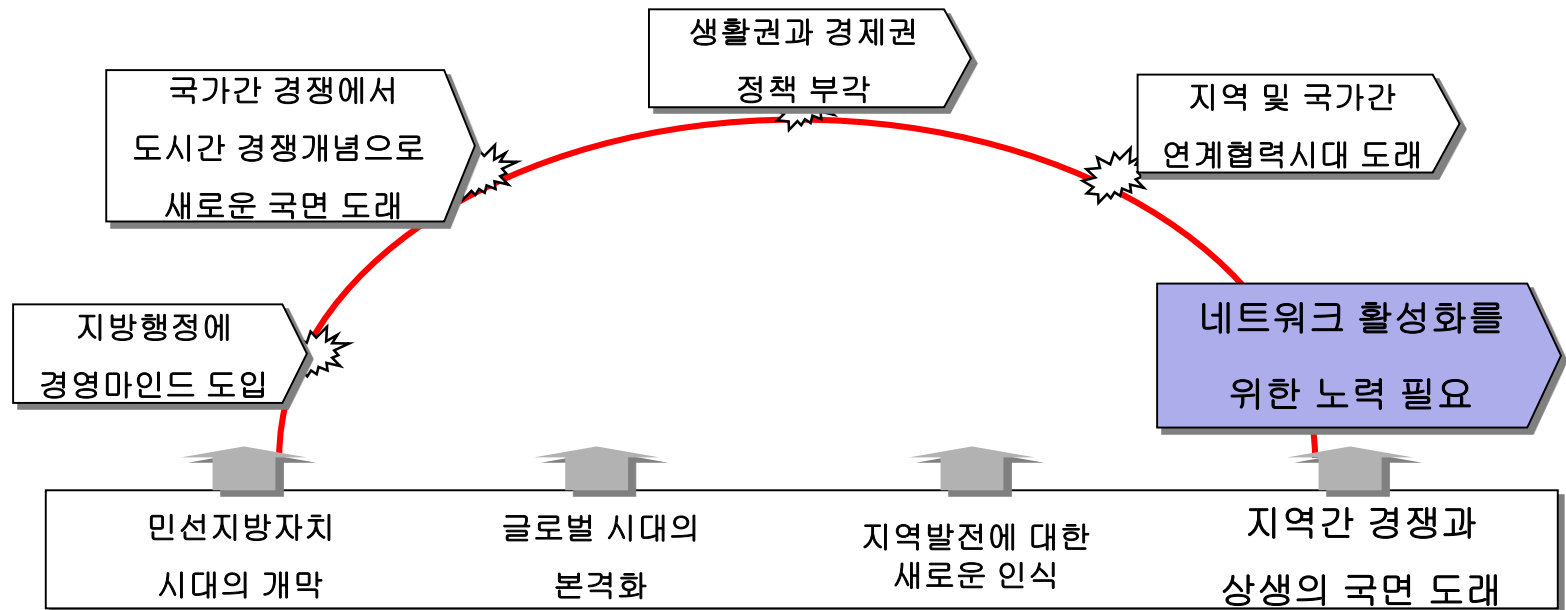 생활권과 경제권
정책 부각
국가간 경쟁에서
도시간 경쟁개념으로
새로운 국면 도래
지역 및 국가간
연계협력시대 도래
지방행정에
경영마인드 도입
네트워크 활성화를
위한 노력 필요
민선지방자치
시대의 개막
글로벌 시대의
본격화
지역발전에 대한
새로운 인식
지역간 경쟁과
상생의 국면 도래